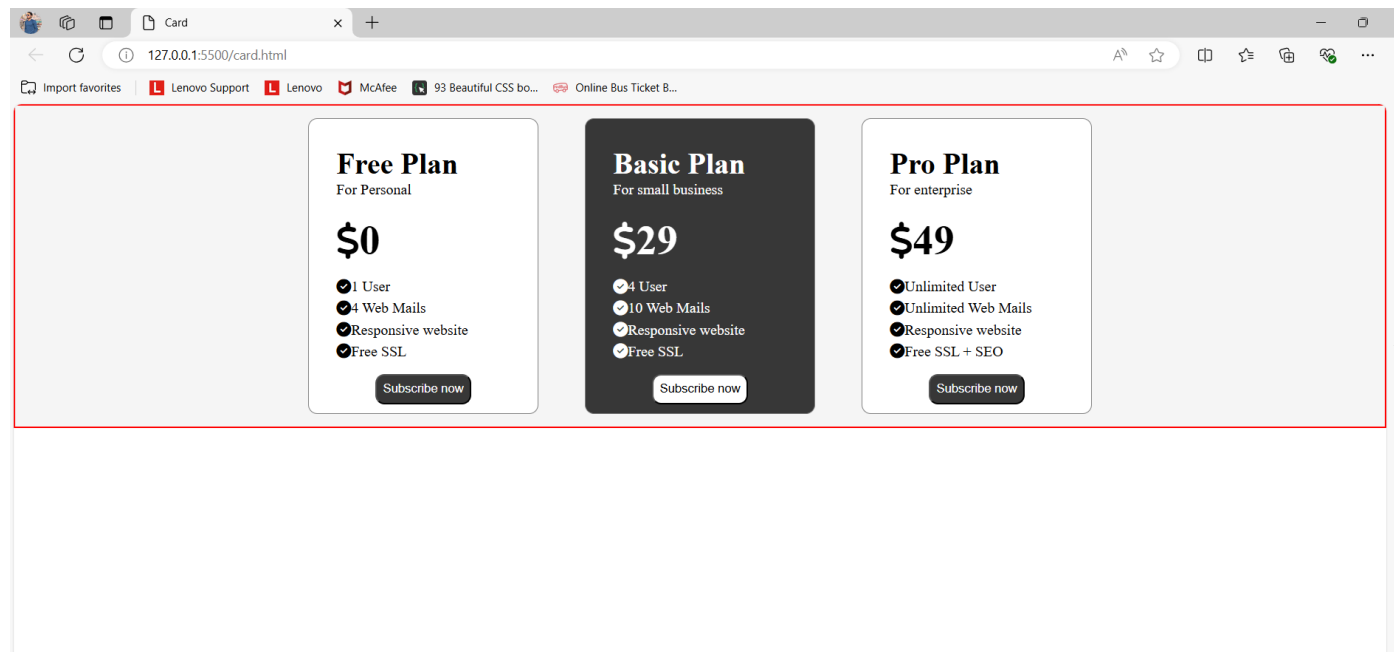 Card
127.0.0.1:5500/card.html
Import favorites L Lenovo Support L Lenovo McAfee 93 Beautiful CSS bo... Online Bus Ticket B...
Free Plan
For Personal
$0
1 User
4 Web Mails
Responsive website
Free SSL
Subscribe now
Basic Plan
For small business
$29
4 User
10 Web Mails
Responsive website
Free SSL
Subscribe now
Pro Plan
For enterprise
$49
Unlimited User
Unlimited Web Mails
Responsive website
Free SSL + SEO
Subscribe now